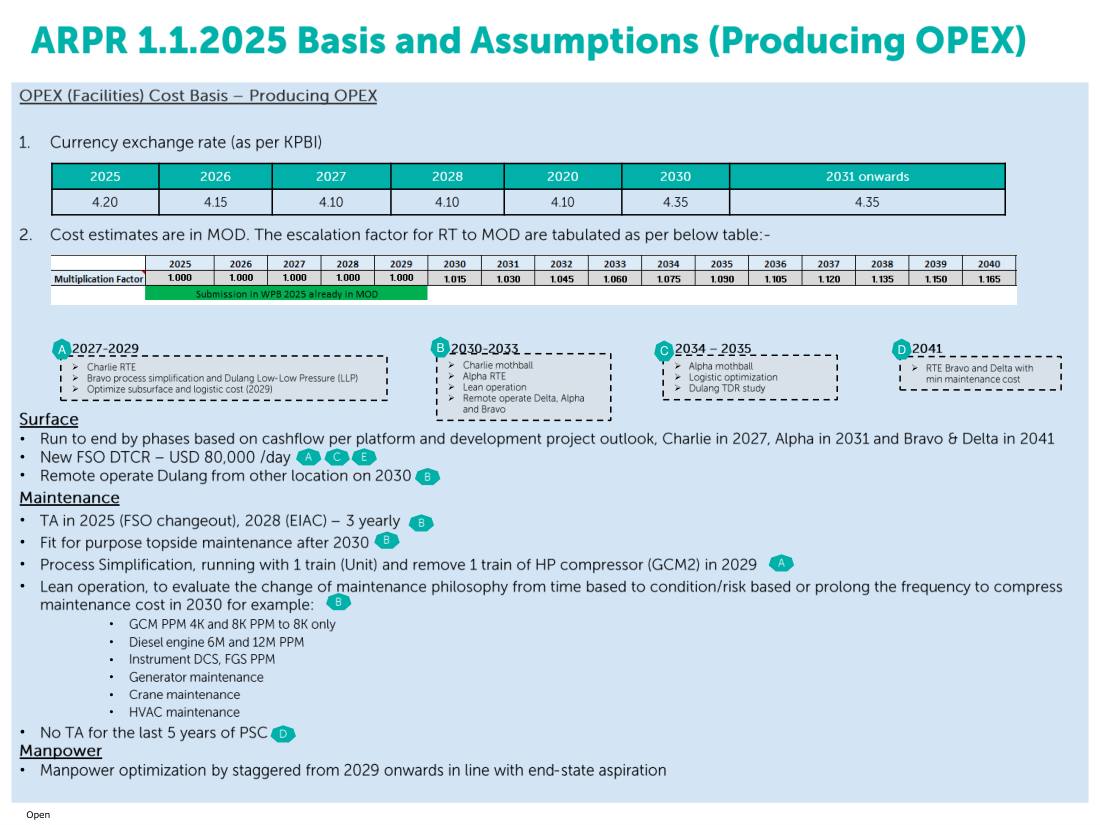 ARPR 1.1.2025 Basis and Assumptions (Producing OPEX)
OPEX (Facilities) Cost Basis – Producing OPEX
1. Currency exchange rate (as per KPBI)
2025 2026 2027 2028 2020 2030 2031 onwards
4.20 4.15 4.10 4.10 4.10 4.35 4.35
2. Cost estimates are in MOD. The escalation factor for RT to MOD are tabulated as per below table:-
2025 2026 2027 2028 2029 2030 2031 2032 2033 2034 2035 2036 2037 2038 2039 2040
Multiplication Factor 1.000 1.000 1.000 1.000 1.000 1.015 1.030 1.045 1.060 1.075 1.090 1.105 1.120 1.135 1.150 1.165
Submission in WPB 2025 already in MOD
A 2027-2029
➢ Charlie RTE
➢ Bravo process simplification and Dulang Low-Low Pressure (LLP)
➢ Optimize subsurface and logistic cost (2029)
B 2030-2033
➢ Charlie mothball
➢ Alpha RTE
➢ Lean operation
➢ Remote operate Delta, Alpha
and Bravo
C 2034 – 2035
➢ Alpha mothball
➢ Logistic optimization
➢ Dulang TDR study
D 2041
➢ RTE Bravo and Delta with
min maintenance cost
Surface
• Run to end by phases based on cashflow per platform and development project outlook, Charlie in 2027, Alpha in 2031 and Bravo & Delta in 2041
• New FSO DTCR – USD 80,000 /day A C E
• Remote operate Dulang from other location on 2030 B
Maintenance
• TA in 2025 (FSO changeout), 2028 (EIAC) – 3 yearly B
• Fit for purpose topside maintenance after 2030 B
• Process Simplification, running with 1 train (Unit) and remove 1 train of HP compressor (GCM2) in 2029 A
• Lean operation, to evaluate the change of maintenance philosophy from time based to condition/risk based or prolong the frequency to compress
maintenance cost in 2030 for example: B
• GCM PPM 4K and 8K PPM to 8K only
• Diesel engine 6M and 12M PPM
• Instrument DCS, FGS PPM
• Generator maintenance
• Crane maintenance
• HVAC maintenance
• No TA for the last 5 years of PSC D
Manpower
• Manpower optimization by staggered from 2029 onwards in line with end-state aspiration
Open